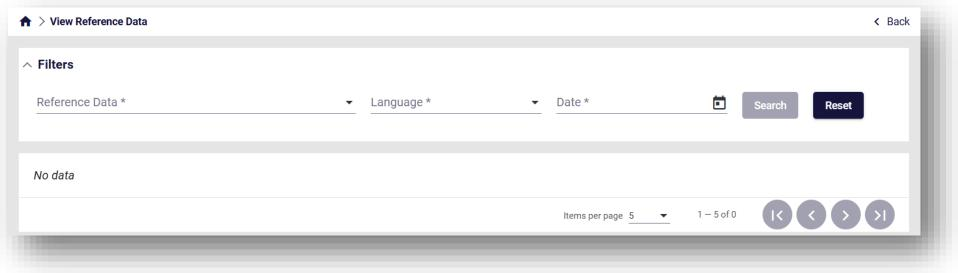 > View Reference Data
< Back
Filters
Reference Data * Language * Date * Search Reset
No data
Items per page 5 1 – 5 of 0